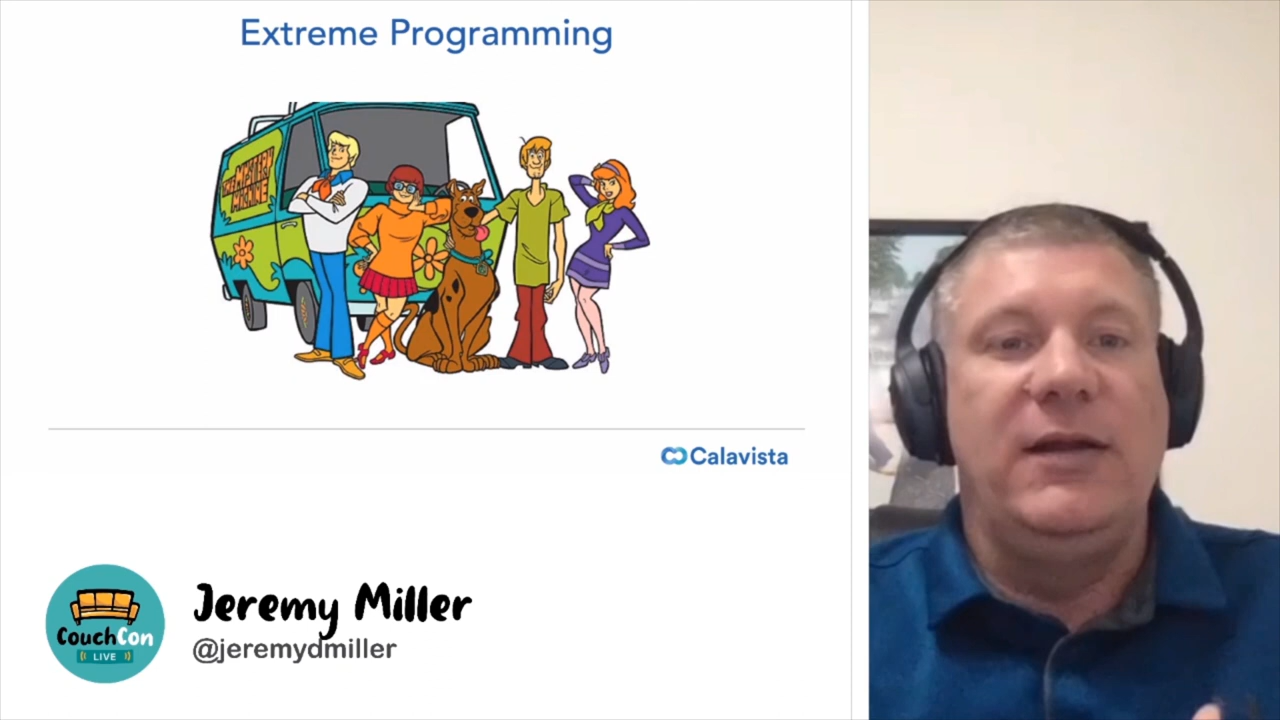 Extreme Programming
THE
MYSTERY
MACHINE
Calavista
Jeremy Miller
@jeremydmiller
CouchCon
LIVE